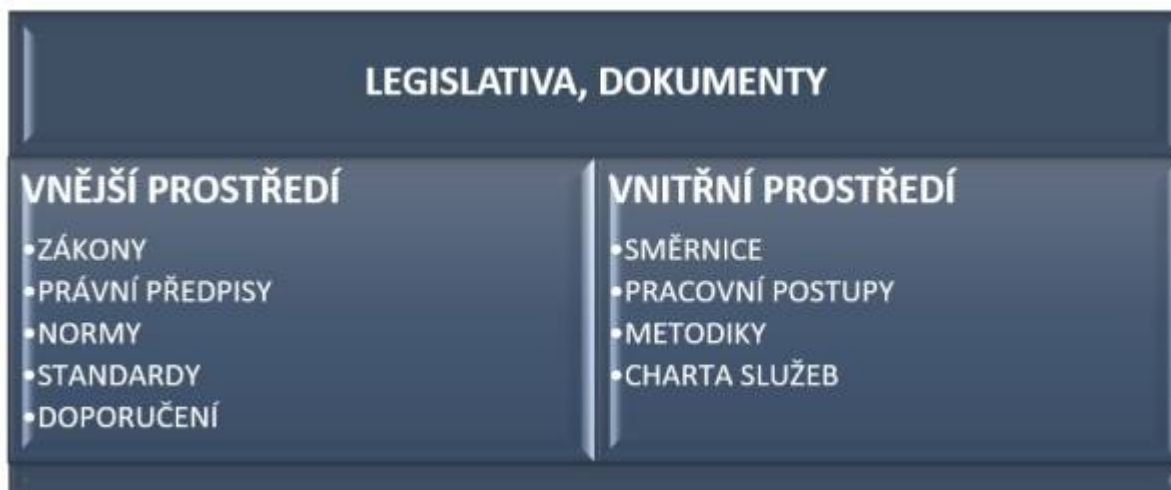 LEGISLATIVA, DOKUMENTY
VNĚJŠÍ PROSTŘEDÍ
•ZÁKONY
•PRÁVNÍ PŘEDPISY
•NORMY
•STANDARDY
•DOPORUČENÍ
VNITŘNÍ PROSTŘEDÍ
•SMĚRNICE
•PRACOVNÍ POSTUPY
•METODIKY
•CHARTA SLUŽEB